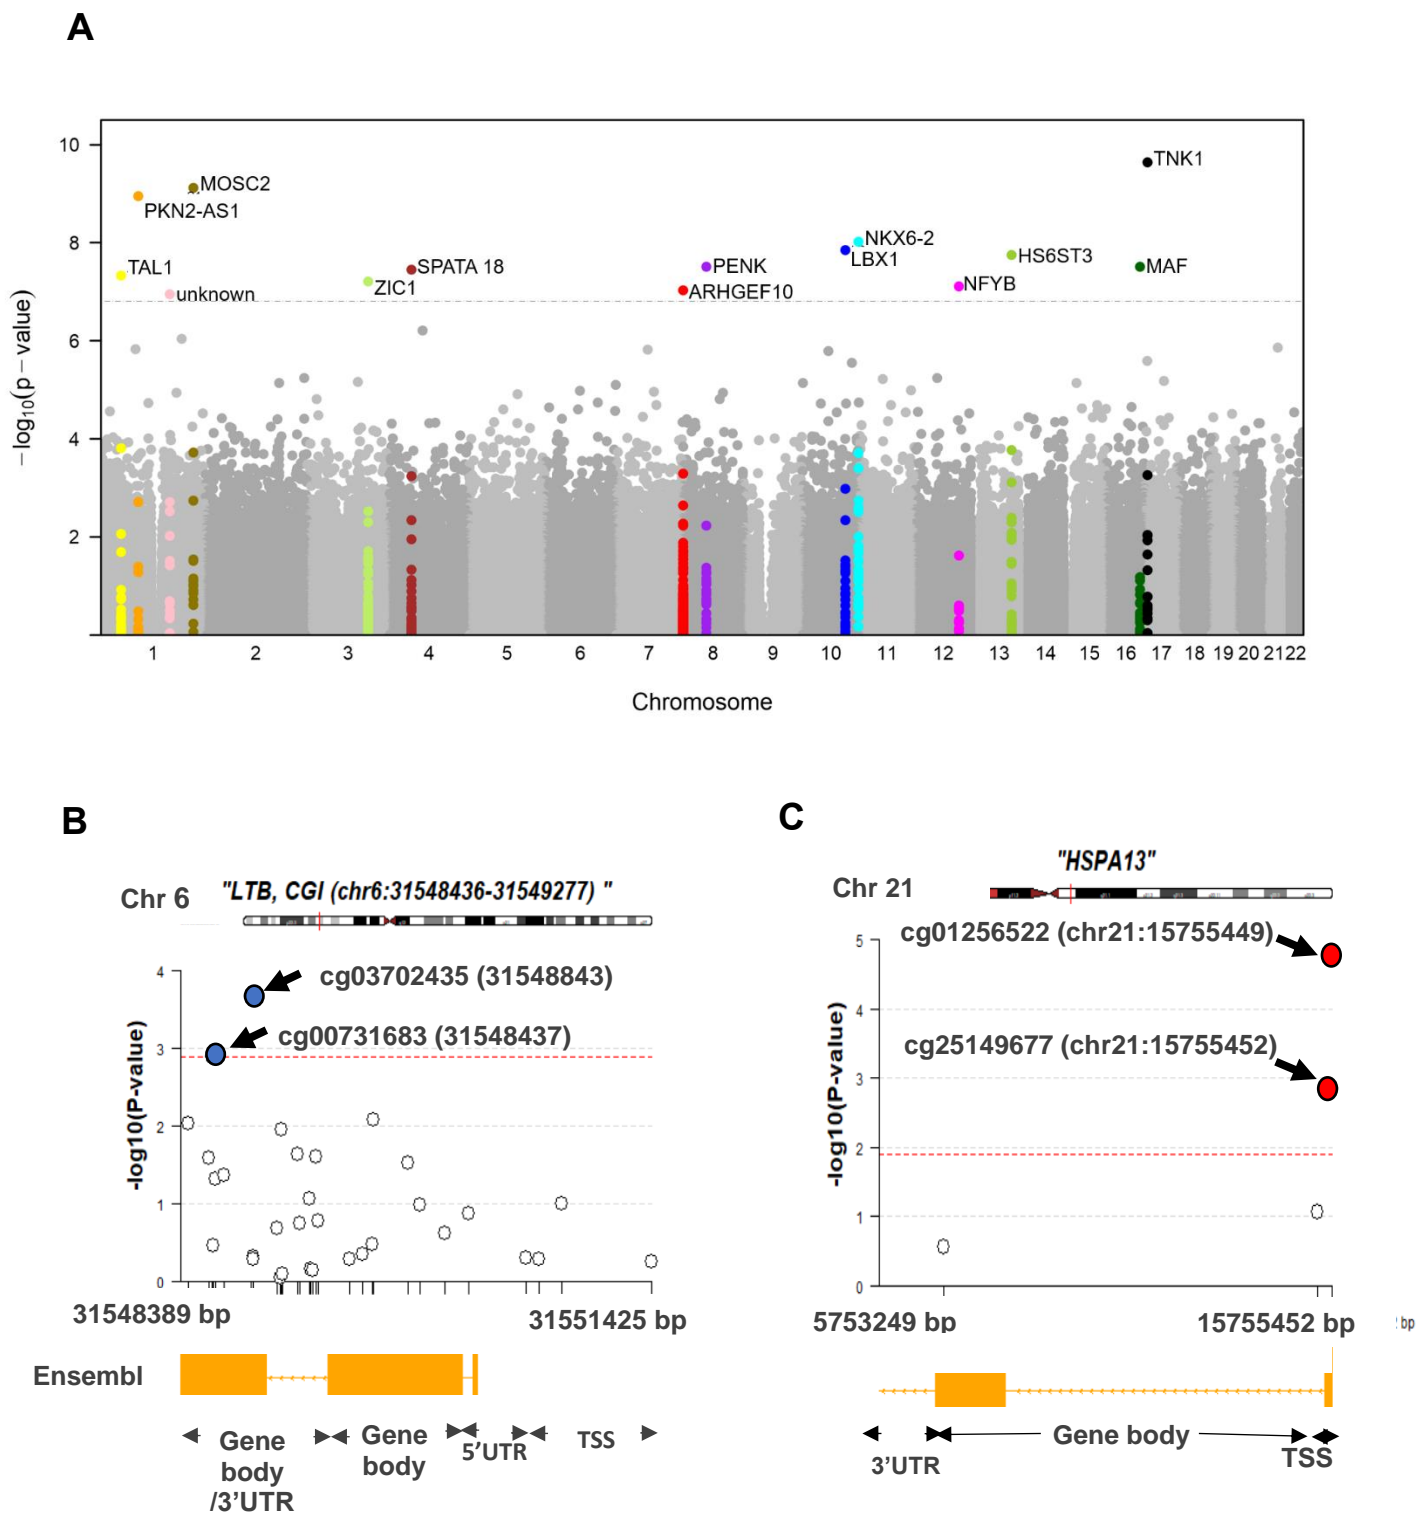 A
10
8
6
4
2
−log10(p − value)
TNK1
MOSC2
PKN2-AS1
NKX6-2
LBX1
HS6ST3
TAL1
SPATA 18
PENK
MAF
ZIC1
ARHGEF10
NFYB
unknown
1 2 3 4 5 6 7 8 9 10 11 12 13 14 15 16 17 18 19 20 21 22
Chromosome
B
Chr 6
"LTB, CGI (chr6:31548436-31549277) "
cg03702435 (31548843)
cg00731683 (31548437)
4
3
2
1
0
-log10(P-value)
31548389 bp
31551425 bp
Ensembl
Gene body /3'UTR
Gene body
5'UTR
TSS
C
"HSPA13"
Chr 21
cg01256522 (chr21:15755449)
cg25149677 (chr21:15755452)
5
4
3
2
1
0
-log10(P-value)
5753249 bp
15755452 bp
bp
3'UTR
Gene body
TSS